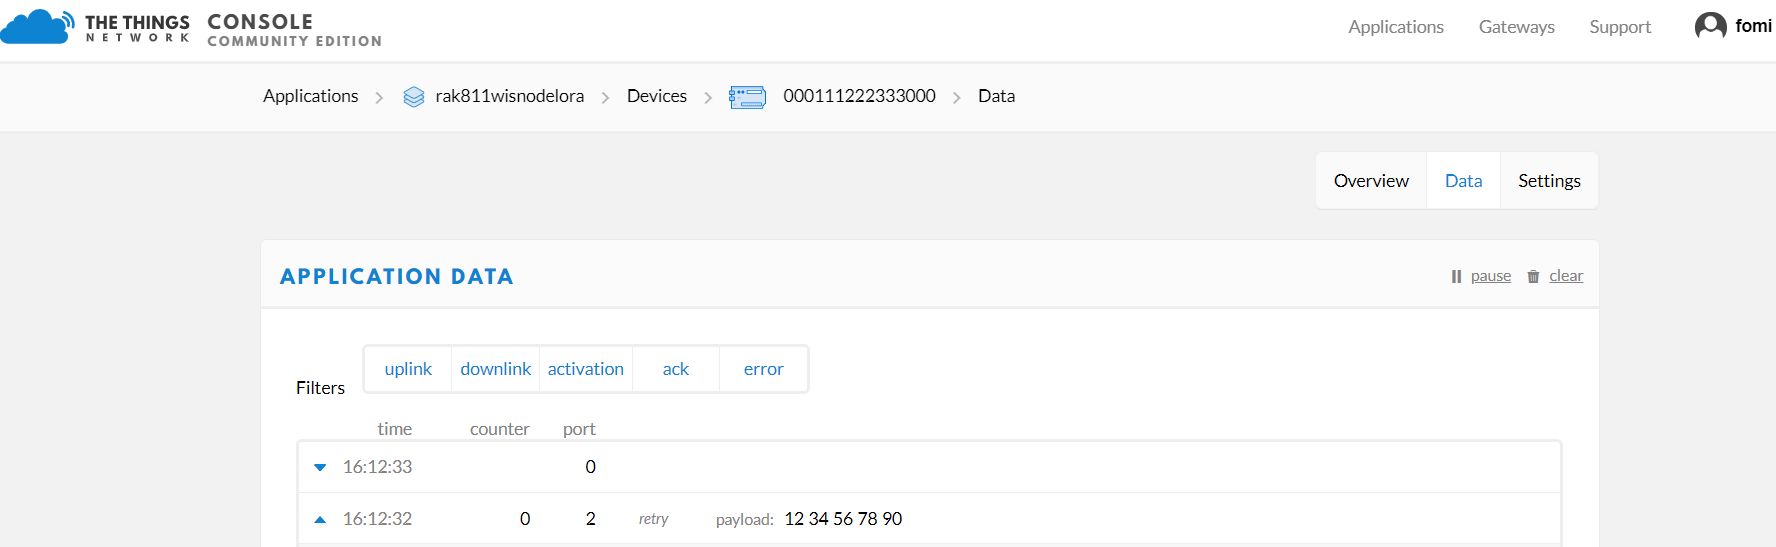 THE THINGS NETWORK CONSOLE COMMUNITY EDITION Applications Gateways Support fomi
Applications rak811wisnodelora Devices 000111222333000 Data
Overview Data Settings
APPLICATION DATA pause clear
Filters uplink downlink activation ack error
time counter port
16:12:33 0
16:12:32 0 2 retry payload: 12 34 56 78 90